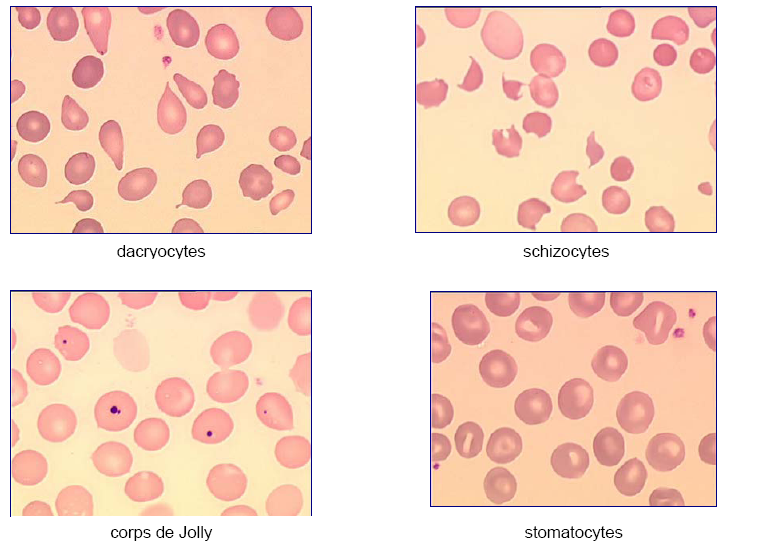 dacryocytes
schizocytes
corps de Jolly
stomatocytes